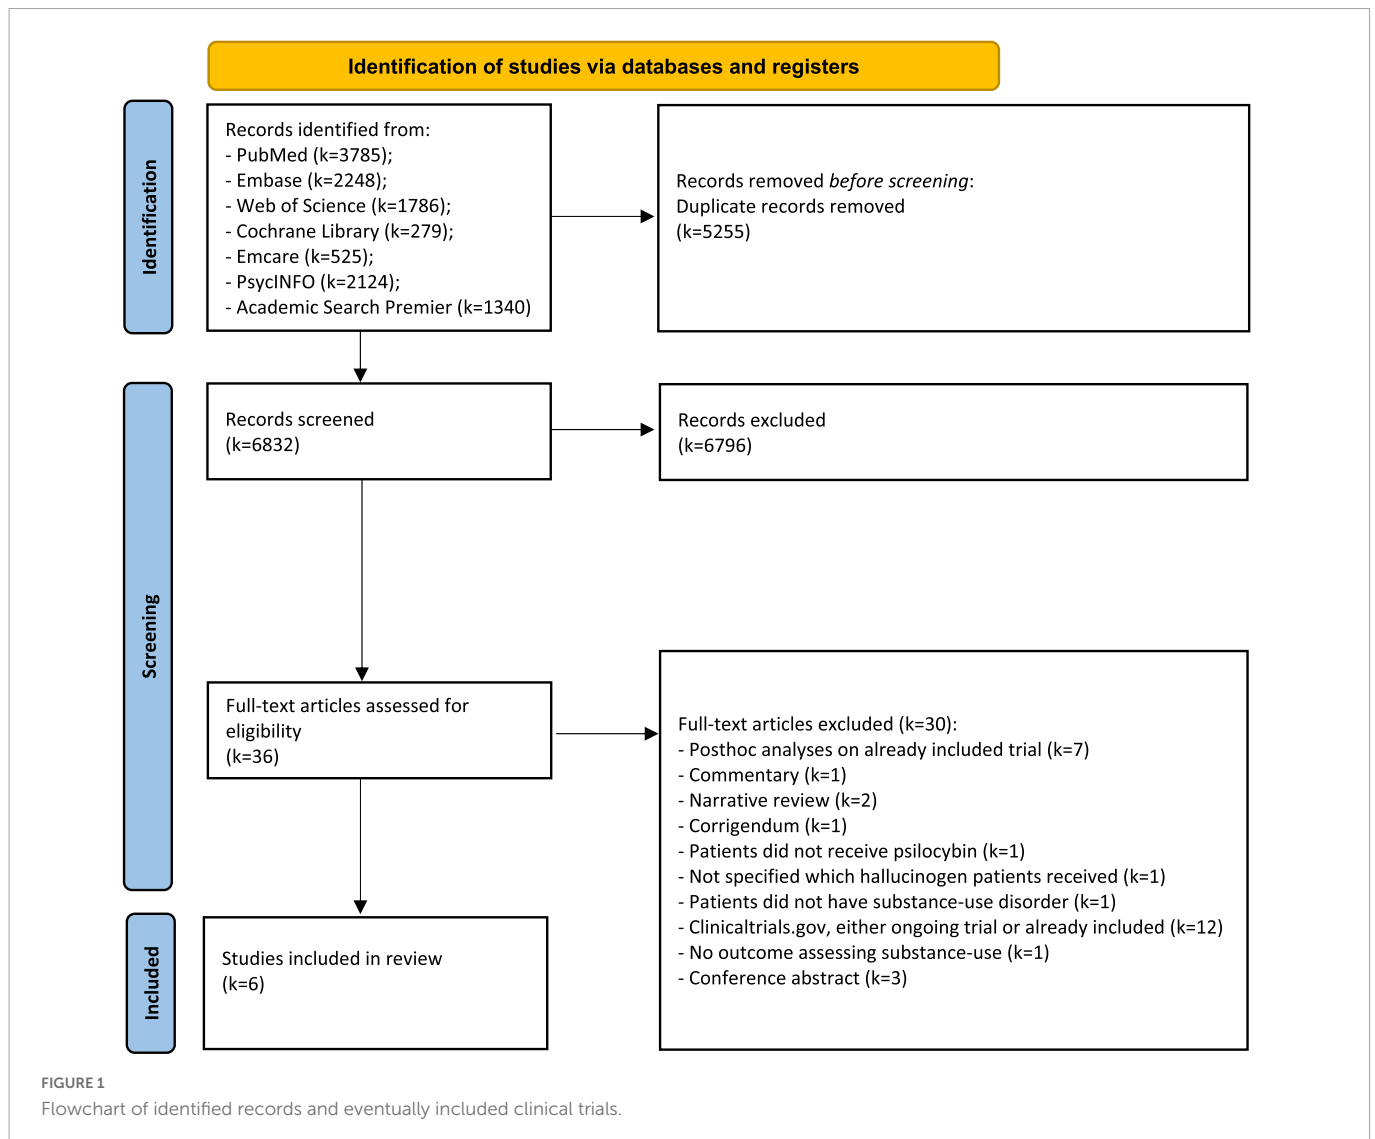 Identification of studies via databases and registers
Identification
Records identified from:
- PubMed (k=3785);
- Embase (k=2248);
- Web of Science (k=1786);
- Cochrane Library (k=279);
- Emcare (k=525);
- PsycINFO (k=2124);
- Academic Search Premier (k=1340)
Records removed before screening:
Duplicate records removed
(k=5255)
Screening
Records screened
(k=6832)
Records excluded
(k=6796)
Full-text articles assessed for
eligibility
(k=36)
Full-text articles excluded (k=30):
- Posthoc analyses on already included trial (k=7)
- Commentary (k=1)
- Narrative review (k=2)
- Corrigendum (k=1)
- Patients did not receive psilocybin (k=1)
- Not specified which hallucinogen patients received (k=1)
- Patients did not have substance-use disorder (k=1)
- Clinicaltrials.gov, either ongoing trial or already included (k=12)
- No outcome assessing substance-use (k=1)
- Conference abstract (k=3)
Included
Studies included in review
(k=6)
FIGURE 1
Flowchart of identified records and eventually included clinical trials.